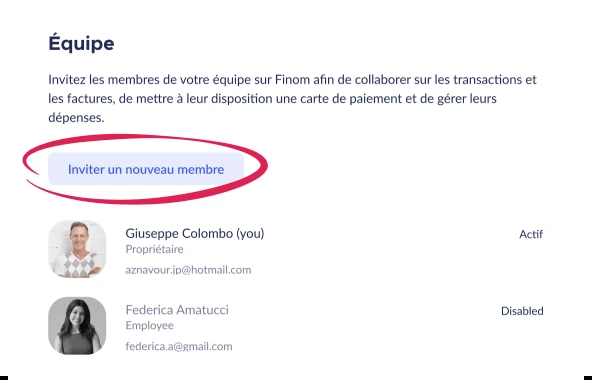 Équipe
Invitez les membres de votre équipe sur Finom afin de collaborer sur les transactions et
les factures, de mettre à leur disposition une carte de paiement et de gérer leurs
dépenses.
Inviter un nouveau membre
Giuseppe Colombo (you)
Actif
Propriétaire
aznavour.jp@hotmail.com
Federica Amatucci
Disabled
Employee
federica.a@gmail.com